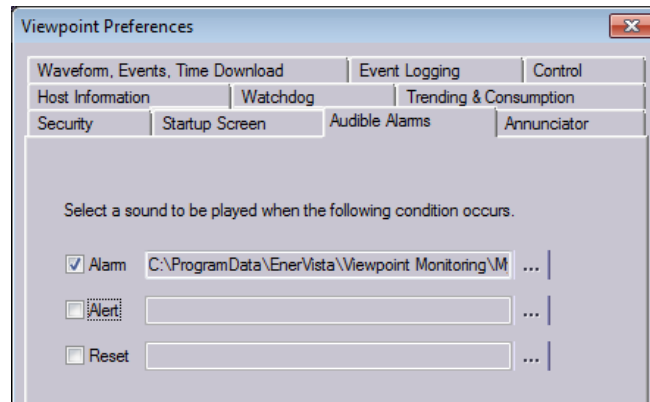 Viewpoint Preferences
Waveform, Events, Time Download Event Logging Control
Host Information Watchdog Trending & Consumption
Security Startup Screen Audible Alarms Annunciator
Select a sound to be played when the following condition occurs.
Alarm C:\ProgramData\EnerVista\Viewpoint Monitoring\M ...
Alert ...
Reset ...